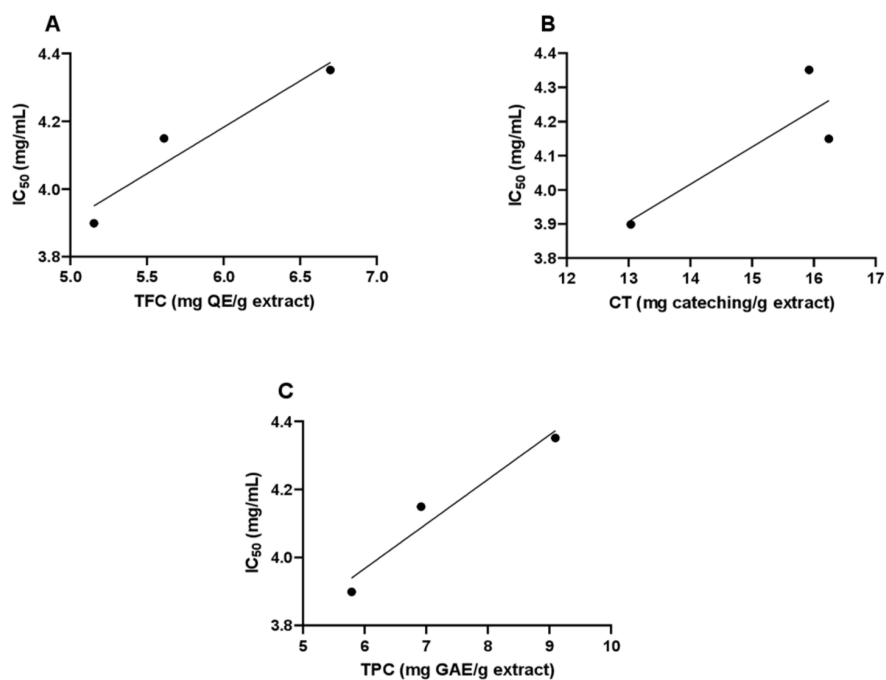 A
4.4
4.2
4.0
3.8
IC50 (mg/mL)
5.0 5.5 6.0 6.5 7.0
TFC (mg QE/g extract)
B
4.4
4.3
4.2
4.1
4.0
3.9
3.8
IC50 (mg/mL)
12 13 14 15 16 17
CT (mg cateching/g extract)
C
4.4
4.2
4.0
3.8
IC50 (mg/mL)
5 6 7 8 9 10
TPC (mg GAE/g extract)